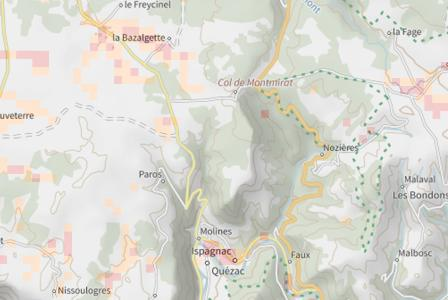 le Freycinel
mont
la Bazalgette
la Fage
Col de Montmirat
uveterre
Nozières
Paros
Malaval
Les Bondons
Molines
Ispagnac
Quézac
Faux
Malbosc
Nissoulogres
t